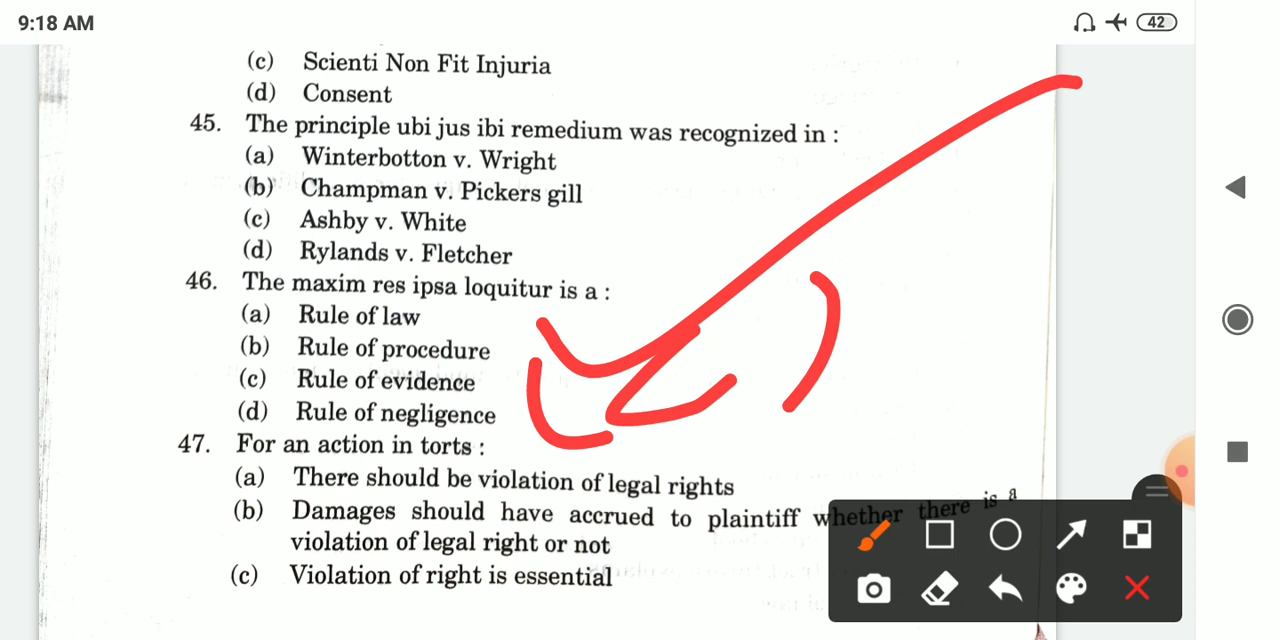 9:18 AM
42
(c) Scienti Non Fit Injuria
(d) Consent
45. The principle ubi jus ibi remedium was recognized in :
(a) Winterbotton v. Wright
(b) Champman v. Pickers gill
(c) Ashby v. White
(d) Rylands v. Fletcher
46. The maxim res ipsa loquitur is a :
(a) Rule of law
(b) Rule of procedure
(c) Rule of evidence
(d) Rule of negligence
47. For an action in torts :
(a) There should be violation of legal rights
(b) Damages should have accrued to plaintiff whether there is a
violation of legal right or not
(c) Violation of right is essential